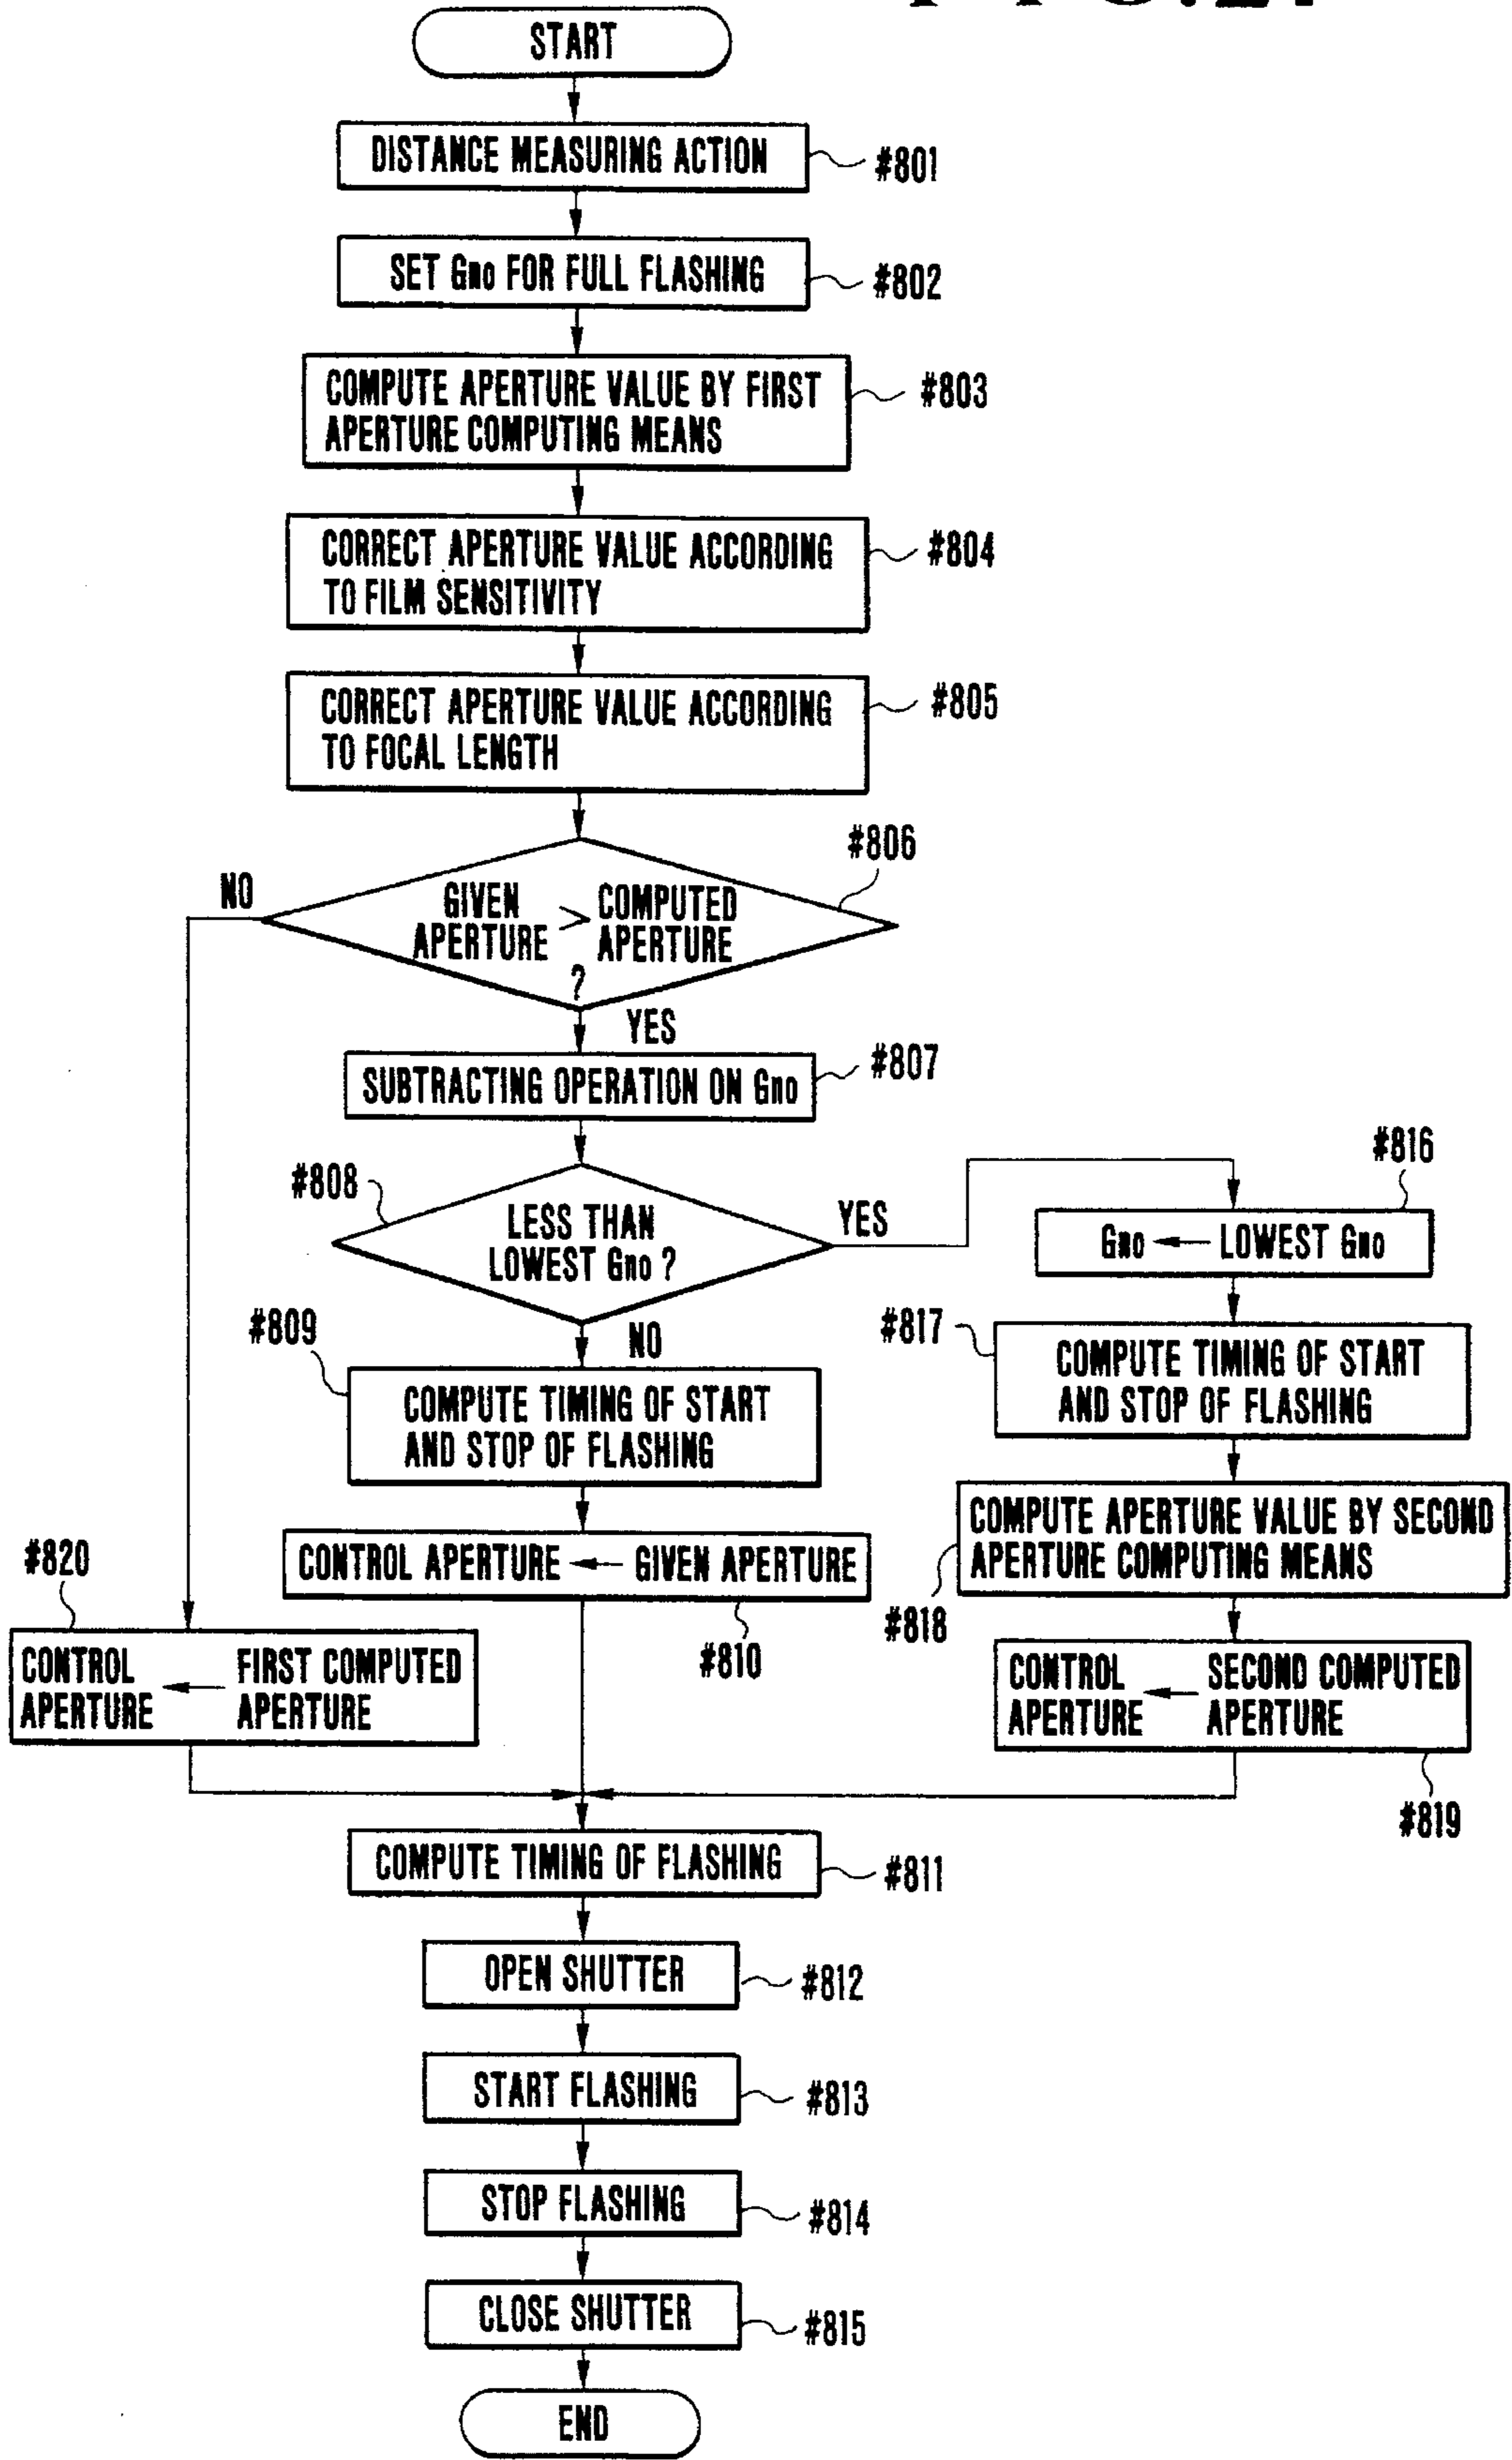 START
DISTANCE MEASURING ACTION
#801
SET Gno FOR FULL FLASHING
#802
COMPUTE APERTURE VALUE BY FIRST
APERTURE COMPUTING MEANS
#803
CORRECT APERTURE VALUE ACCORDING
TO FILM SENSITIVITY
#804
CORRECT APERTURE VALUE ACCORDING
TO FOCAL LENGTH
#805
#806
NO
GIVEN APERTURE > COMPUTED APERTURE
?
YES
SUBTRACTING OPERATION ON Gno
#807
#808
LESS THAN
LOWEST Gno ?
YES
#816
Gno ← LOWEST Gno
NO
#809
COMPUTE TIMING OF START
AND STOP OF FLASHING
#817
COMPUTE TIMING OF START
AND STOP OF FLASHING
CONTROL APERTURE ← GIVEN APERTURE
#810
COMPUTE APERTURE VALUE BY SECOND
APERTURE COMPUTING MEANS
#818
#820
CONTROL APERTURE ← FIRST COMPUTED APERTURE
CONTROL APERTURE ← SECOND COMPUTED APERTURE
#819
COMPUTE TIMING OF FLASHING
#811
OPEN SHUTTER
#812
START FLASHING
#813
STOP FLASHING
#814
CLOSE SHUTTER
#815
END